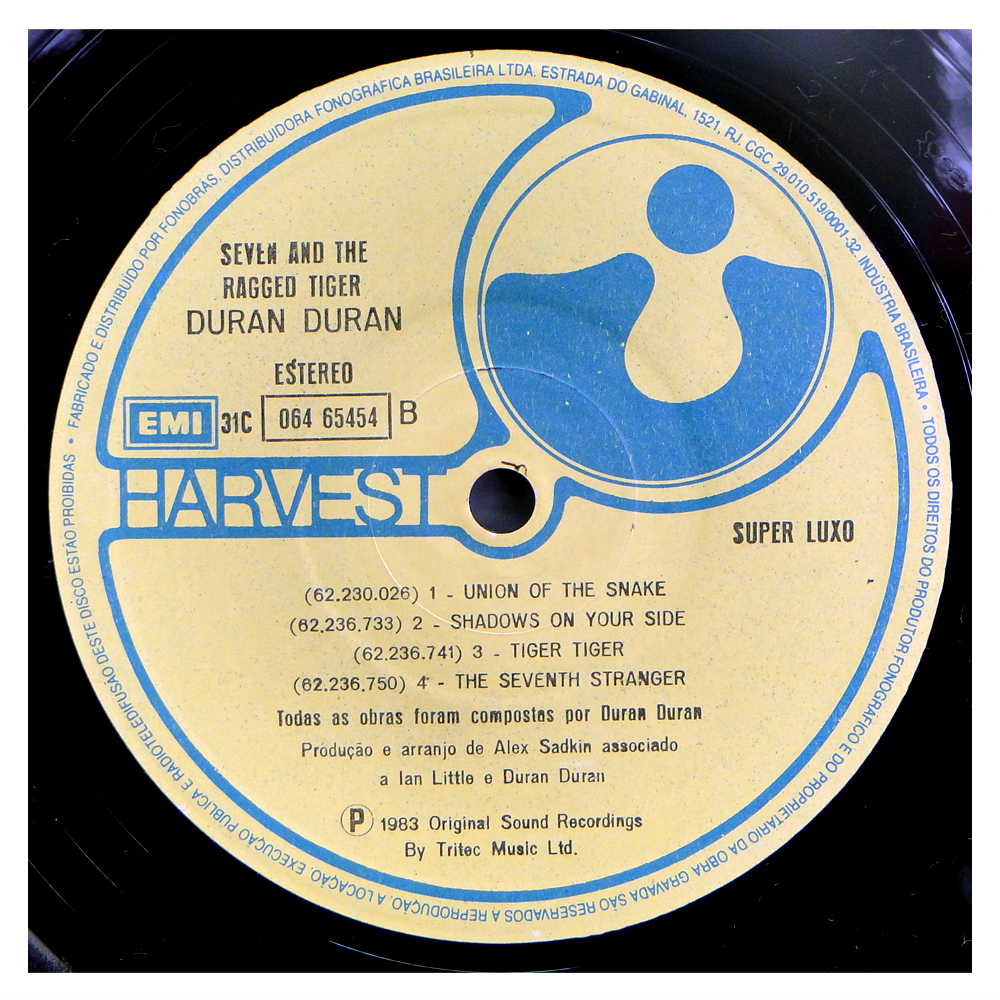 FABRICADO E DISTRIBUÍDO POR FONOBRAS. DISTRIBUIDORA FONOGRÁFICA BRASILEIRA LTDA. ESTRADA DO GABINAL, 1521, RJ. CGC 29.010.519/0001-32. INDÚSTRIA BRASILEIRA •
TODOS OS DIREITOS DO PRODUTOR FONOGRÁFICO E DO PROPRIETÁRIO DA OBRA GRAVADA SÃO RESERVADOS A REPRODUÇÃO, A LOCAÇÃO, EXECUÇÃO PÚBLICA E RADIOTELEDIFUSÃO DESTE DISCO ESTÃO PROIBIDAS •
SEVEN AND THE
RAGGED TIGER
DURAN DURAN
ESTEREO
EMI 31C 064 65454 B
HARVEST
SUPER LUXO
(62.230.026) 1 - UNION OF THE SNAKE
(62.236.733) 2 - SHADOWS ON YOUR SIDE
(62.236.741) 3 - TIGER TIGER
(62.236.750) 4 - THE SEVENTH STRANGER
Todas as obras foram compostas por Duran Duran
Produção e arranjo de Alex Sadkin associado
a Ian Little e Duran Duran
Ⓟ 1983 Original Sound Recordings
By Tritec Music Ltd.